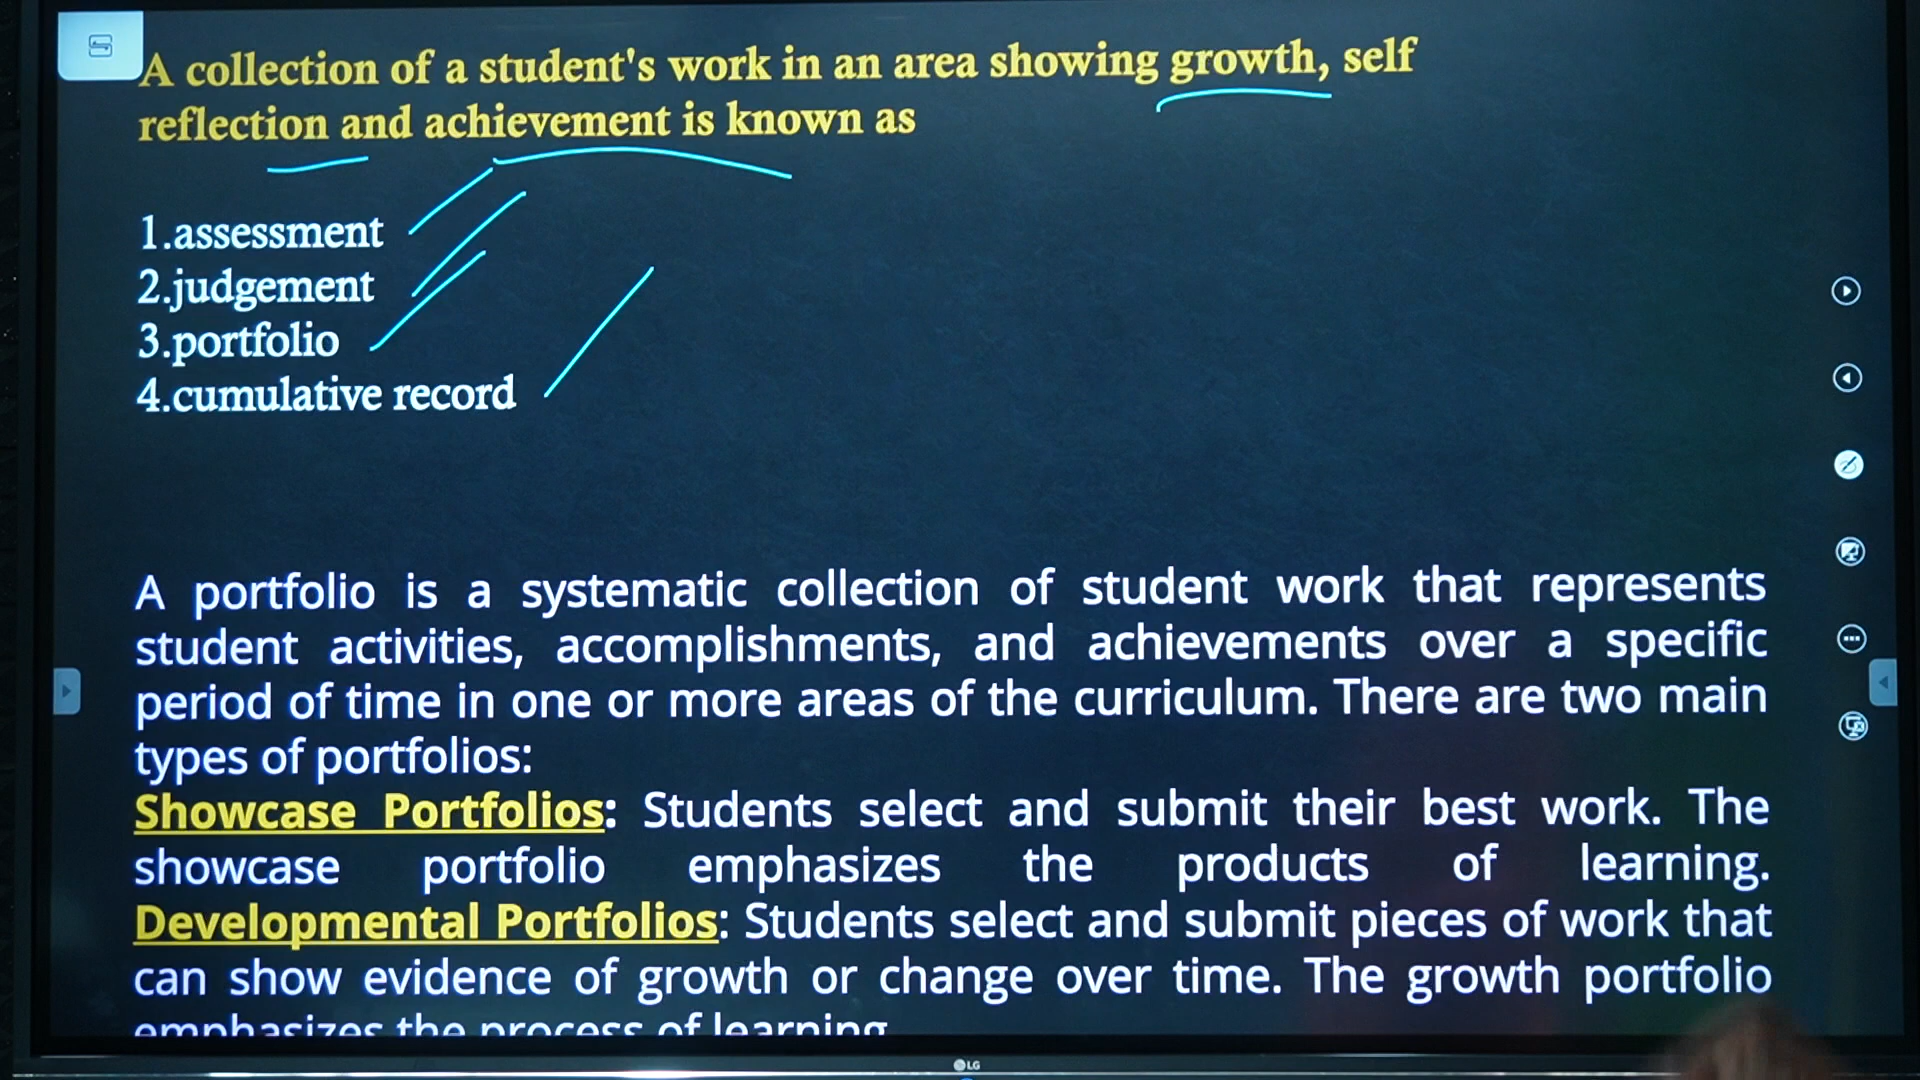 A collection of a student's work in an area showing growth, self
reflection and achievement is known as
1.assessment
2.judgement
3.portfolio
4.cumulative record
A portfolio is a systematic collection of student work that represents
student activities, accomplishments, and achievements over a specific
period of time in one or more areas of the curriculum. There are two main
types of portfolios:
Showcase Portfolios: Students select and submit their best work. The
showcase portfolio emphasizes the products of learning.
Developmental Portfolios: Students select and submit pieces of work that
can show evidence of growth or change over time. The growth portfolio
emphasizes the process of learning
LG